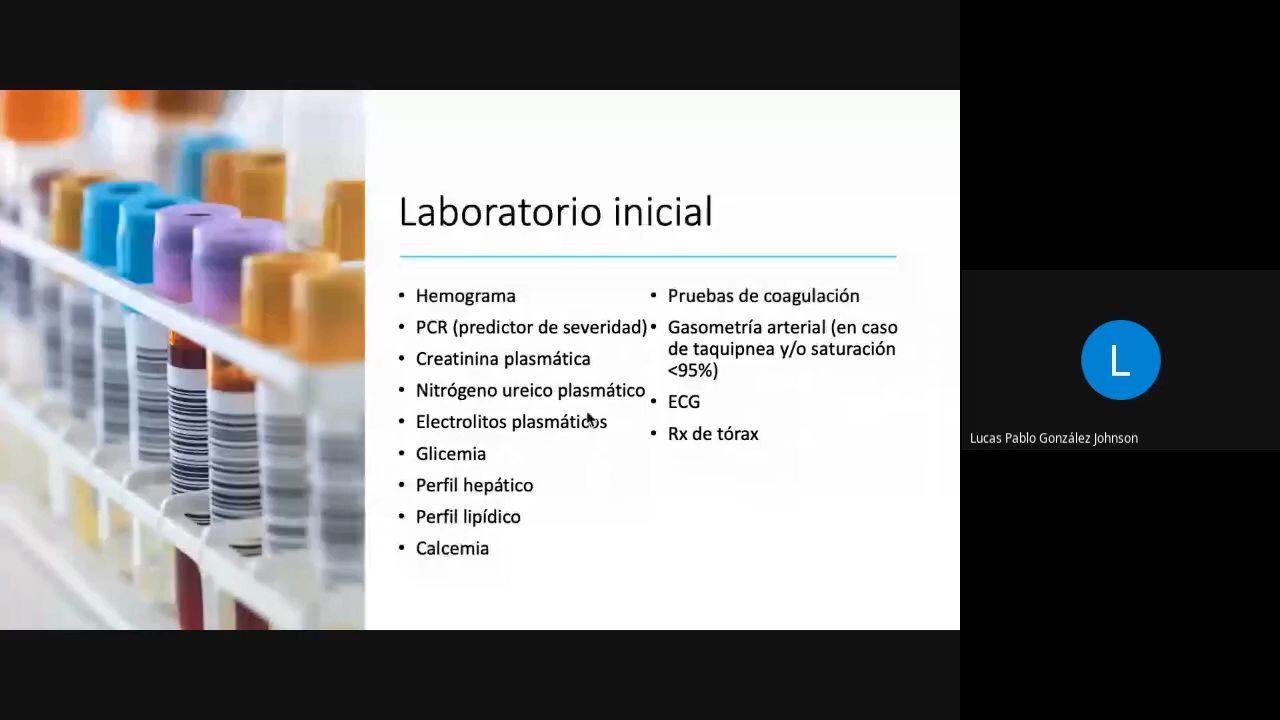 Laboratorio inicial
• Hemograma
• PCR (predictor de severidad)
• Creatinina plasmática
• Nitrógeno ureico plasmático
• Electrolitos plasmáticos
• Glicemia
• Perfil hepático
• Perfil lipídico
• Calcemia
• Pruebas de coagulación
• Gasometría arterial (en caso
de taquipnea y/o saturación
<95%)
• ECG
• Rx de tórax
L
Lucas Pablo González Johnson